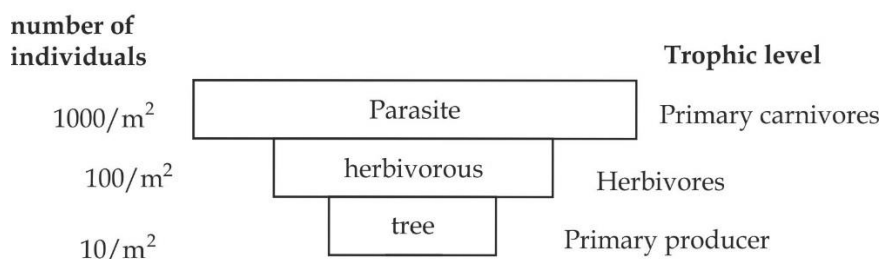 number of
individuals
Trophic level
1000/m²
Parasite
Primary carnivores
100/m²
herbivorous
Herbivores
10/m²
tree
Primary producer